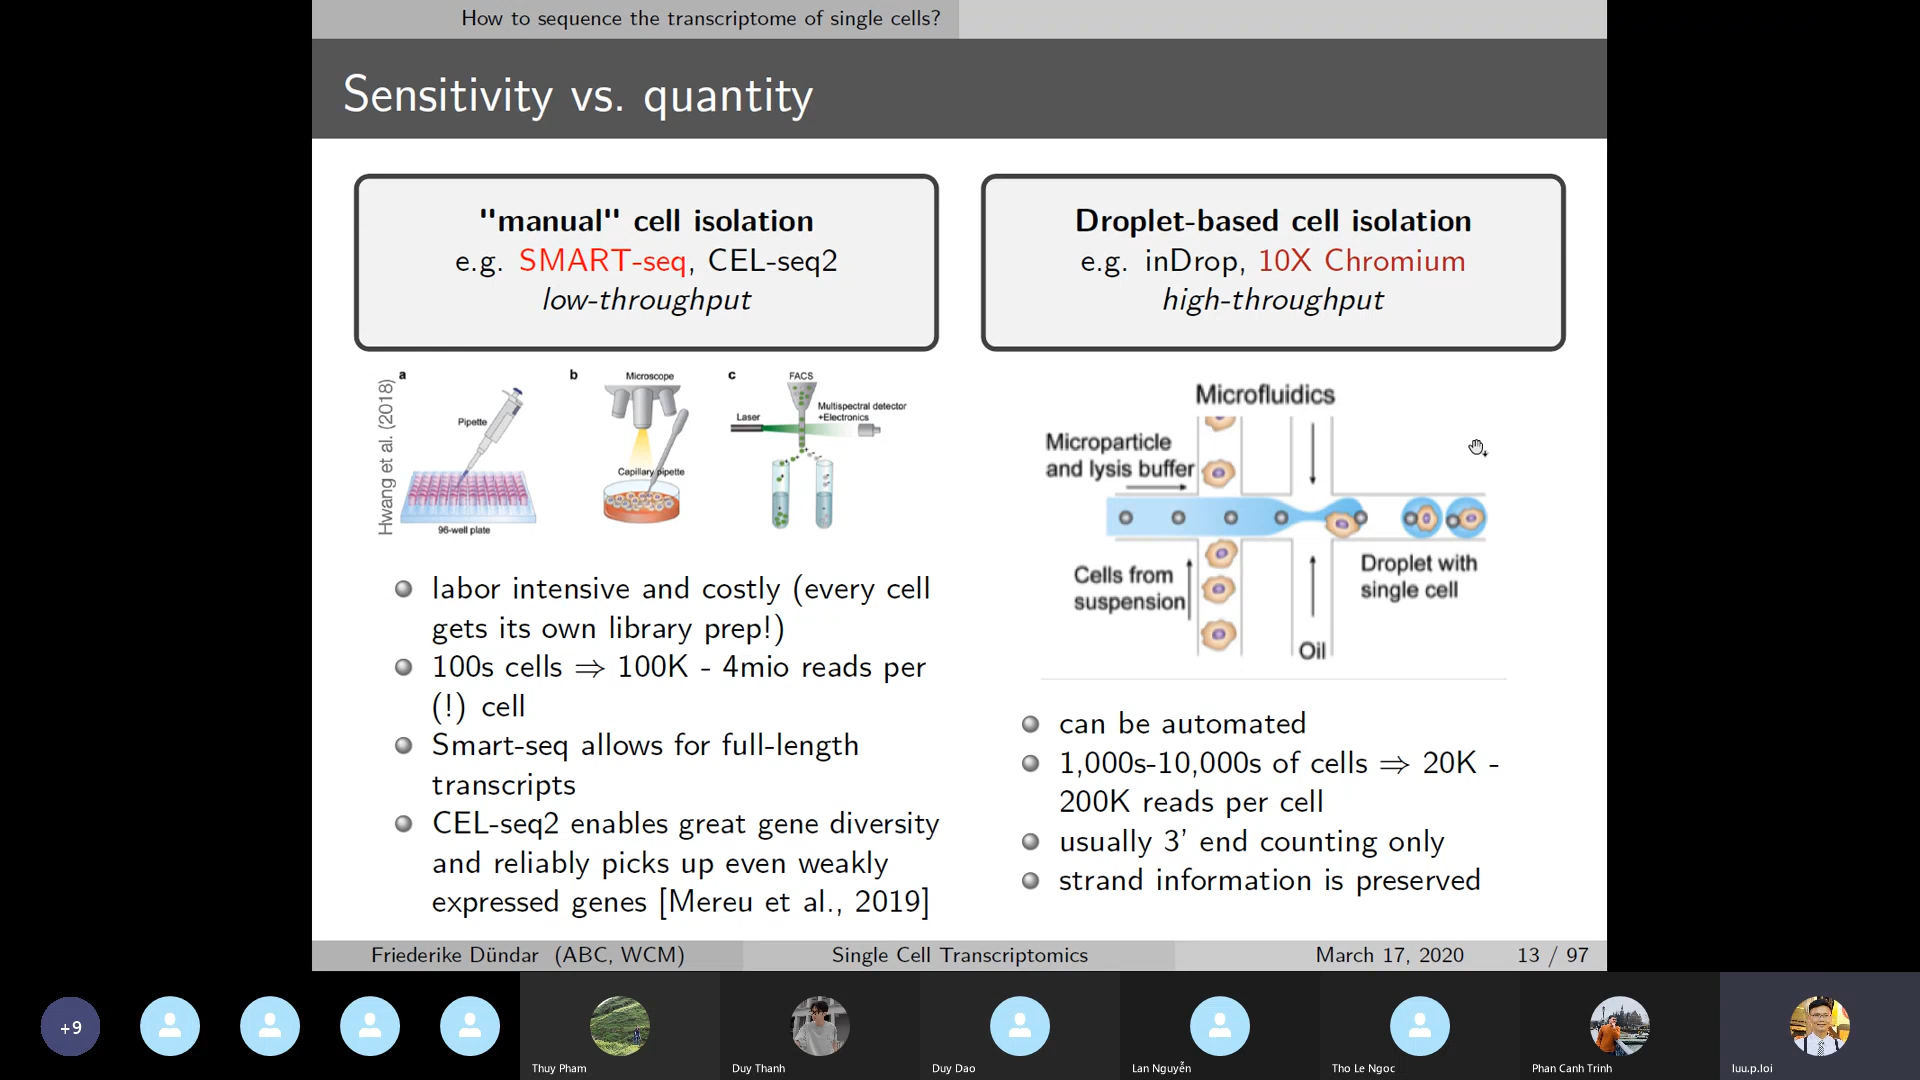 How to sequence the transcriptome of single cells?
Sensitivity vs. quantity
"manual" cell isolation
e.g. SMART-seq, CEL-seq2
low-throughput
Droplet-based cell isolation
e.g. inDrop, 10X Chromium
high-throughput
Hwang et al. (2018)
a
Pipette
96-well plate
b
Microscope
Capillary pipette
c
FACS
Laser
Multispectral detector
+Electronics
Microfluidics
Microparticle
and lysis buffer
Cells from
suspension
Oil
Droplet with
single cell
labor intensive and costly (every cell
gets its own library prep!)
100s cells ⇒ 100K - 4mio reads per
(!) cell
Smart-seq allows for full-length
transcripts
CEL-seq2 enables great gene diversity
and reliably picks up even weakly
expressed genes [Mereu et al., 2019]
can be automated
1,000s-10,000s of cells ⇒ 20K -
200K reads per cell
usually 3' end counting only
strand information is preserved
Friederike Dündar (ABC, WCM)
Single Cell Transcriptomics
March 17, 2020
13 / 97
+9
Thuy Pham
Duy Thanh
Duy Dao
Lan Nguyễn
Tho Le Ngoc
Phan Canh Trinh
luu.p.loi